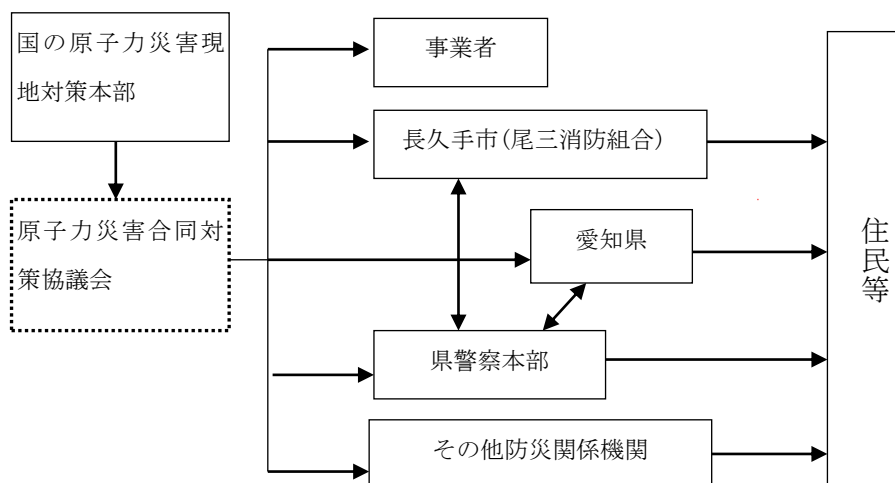 国の原子力災害現
地対策本部
原子力災害合同対
策協議会
事業者
長久手市(尾三消防組合)
愛知県
県警察本部
その他防災関係機関
住民等